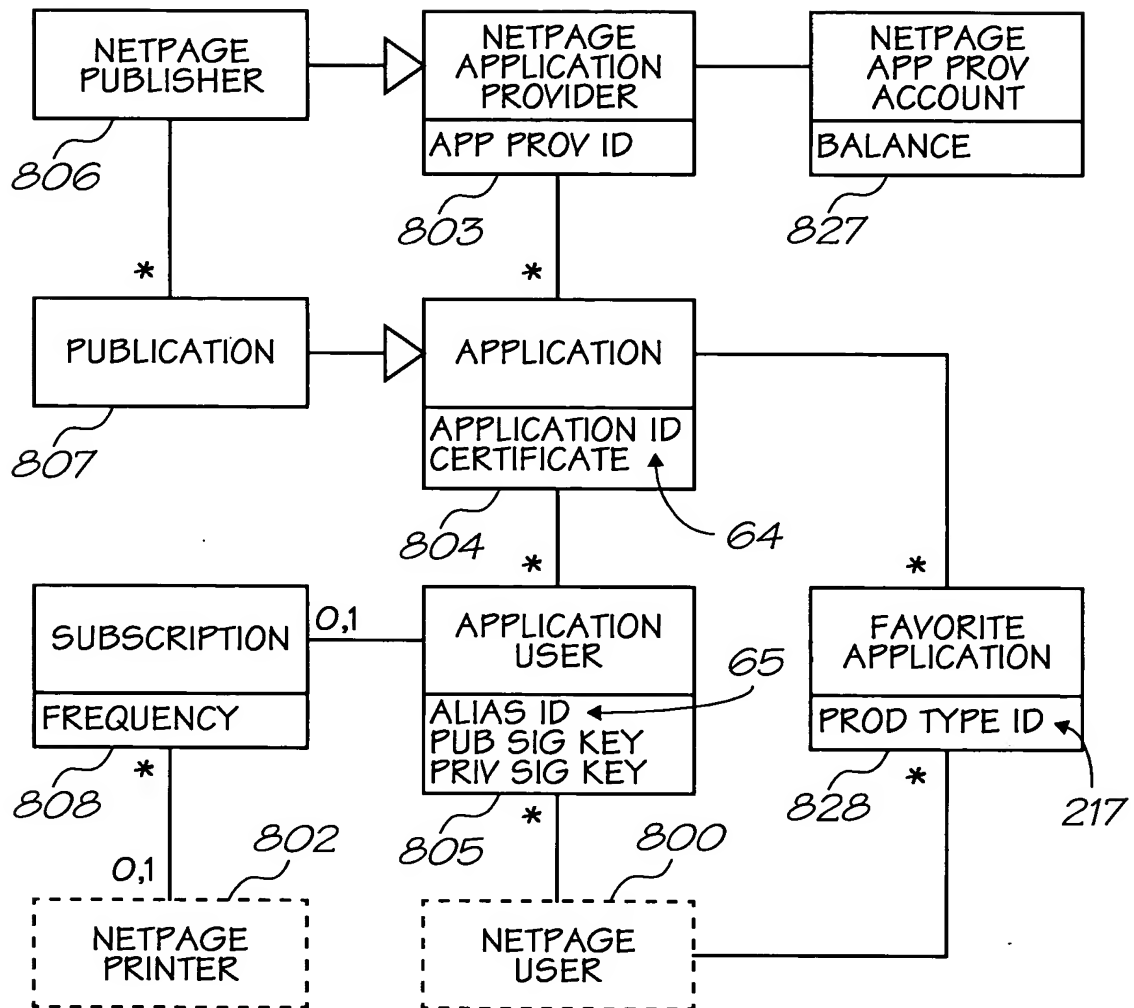 NETPAGE
PUBLISHER
NETPAGE
APPLICATION
PROVIDER
APP PROV ID
NETPAGE
APP PROV
ACCOUNT
BALANCE
806
803
827
*
*
PUBLICATION
APPLICATION
APPLICATION ID
CERTIFICATE
807
804
64
*
*
SUBSCRIPTION
FREQUENCY
0,1
APPLICATION
USER
ALIAS ID
PUB SIG KEY
PRIV SIG KEY
65
FAVORITE
APPLICATION
PROD TYPE ID
808
*
805
*
828
*
217
802
800
0,1
NETPAGE
PRINTER
NETPAGE
USER